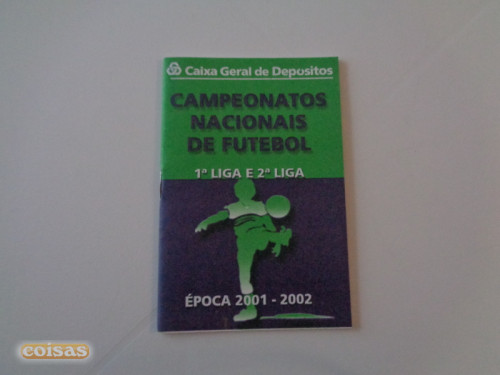 Caixa Geral de Depositos
CAMPEONATOS
NACIONAIS
DE FUTEBOL
1ª LIGA E 2ª LIGA
ÉPOCA 2001 - 2002
coisas